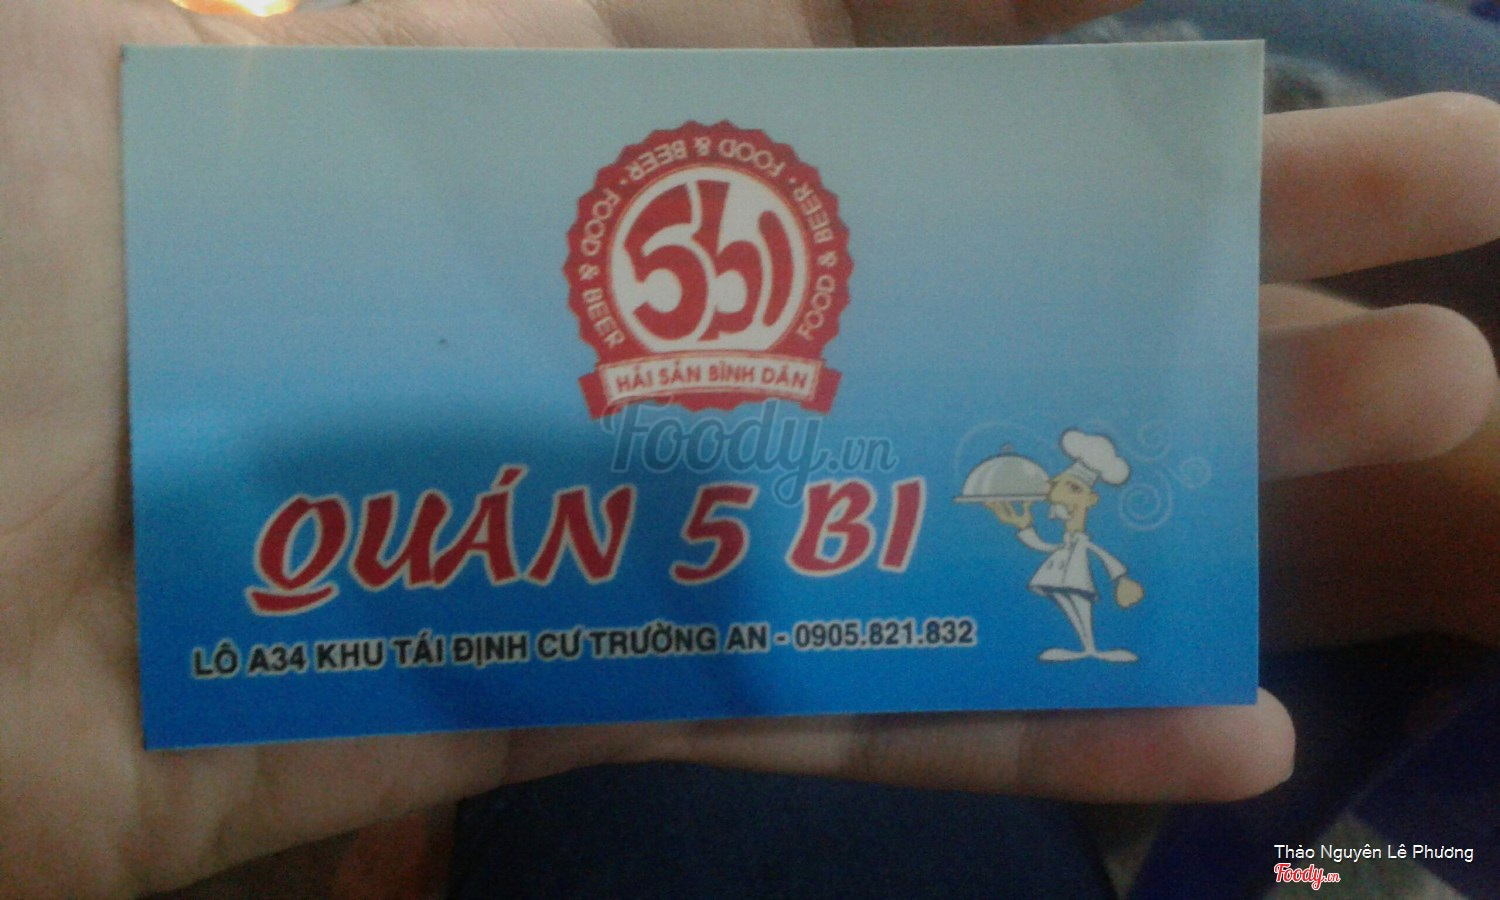 FOOD & BEER · FOOD & BEER · FOOD & BEER
5bi
HẢI SẢN BÌNH DÂN
Foody.vn
QUÁN 5 BI
LÔ A34 KHU TÁI ĐỊNH CƯ TRƯỜNG AN - 0905.821.832
Thảo Nguyên Lê Phương
Foody.vn